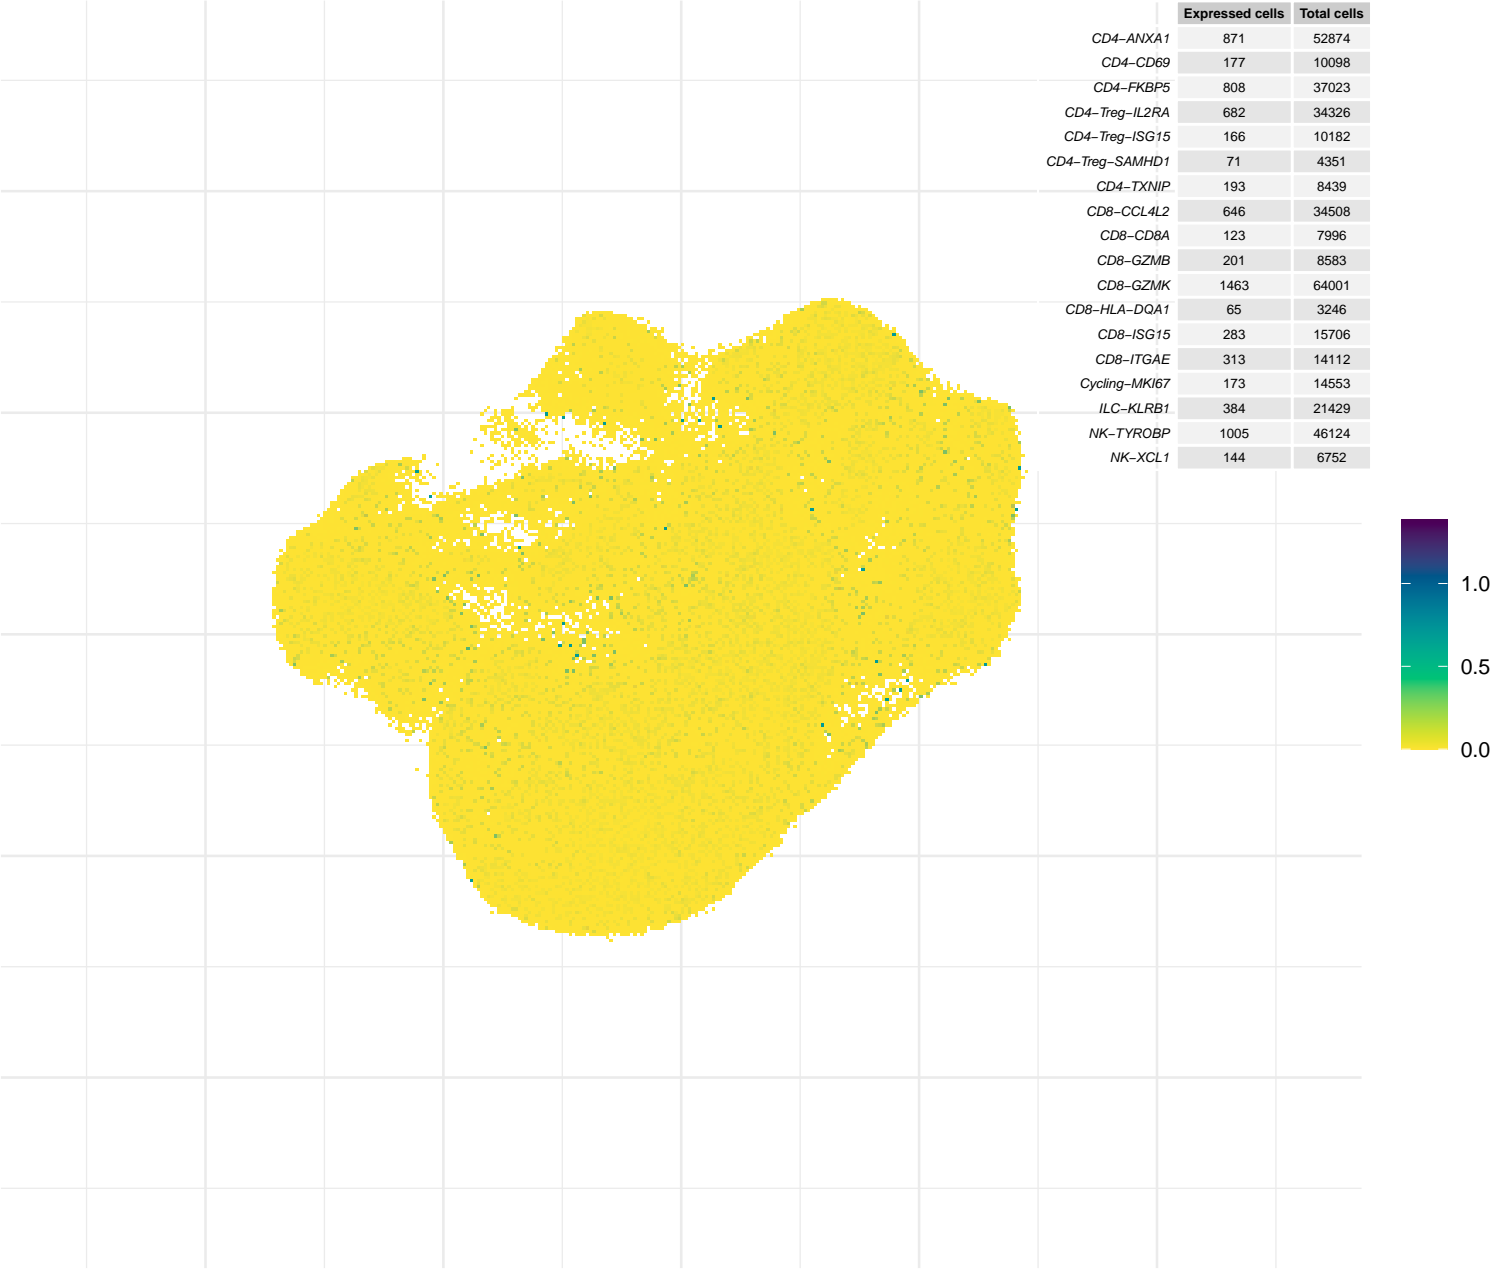 Expressed cells Total cells
CD4−ANXA1 871 52874
CD4−CD69 177 10098
CD4−FKBP5 808 37023
CD4−Treg−IL2RA 682 34326
CD4−Treg−ISG15 166 10182
CD4−Treg−SAMHD1 71 4351
CD4−TXNIP 193 8439
CD8−CCL4L2 646 34508
CD8−CD8A 123 7996
CD8−GZMB 201 8583
CD8−GZMK 1463 64001
CD8−HLA−DQA1 65 3246
CD8−ISG15 283 15706
CD8−ITGAE 313 14112
Cycling−MKI67 173 14553
ILC−KLRB1 384 21429
NK−TYROBP 1005 46124
NK−XCL1 144 6752
1.0
0.5
0.0